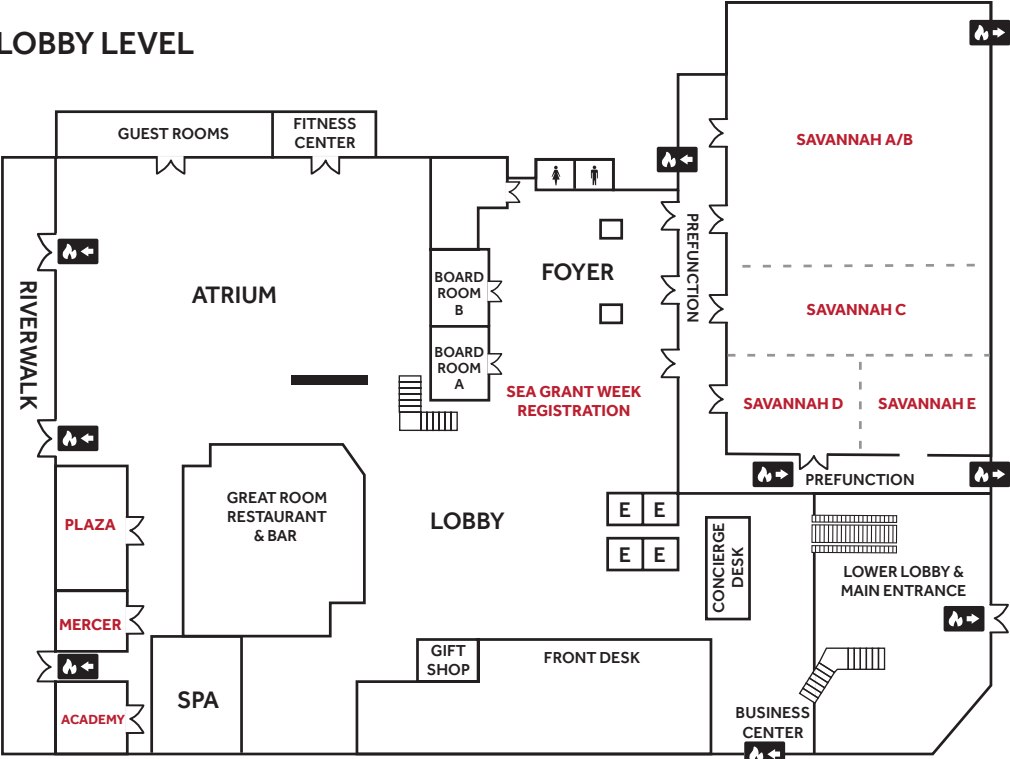 LOBBY LEVEL
GUEST ROOMS
FITNESS
CENTER
SAVANNAH A/B
RIVERWALK
ATRIUM
BOARD
ROOM
B
FOYER
PREFUNCTION
SAVANNAH C
BOARD
ROOM
A
SEA GRANT WEEK
REGISTRATION
SAVANNAH D
SAVANNAH E
PREFUNCTION
PLAZA
GREAT ROOM
RESTAURANT
& BAR
LOBBY
E E
E E
CONCIERGE
DESK
LOWER LOBBY &
MAIN ENTRANCE
MERCER
GIFT
SHOP
FRONT DESK
ACADEMY
SPA
BUSINESS
CENTER